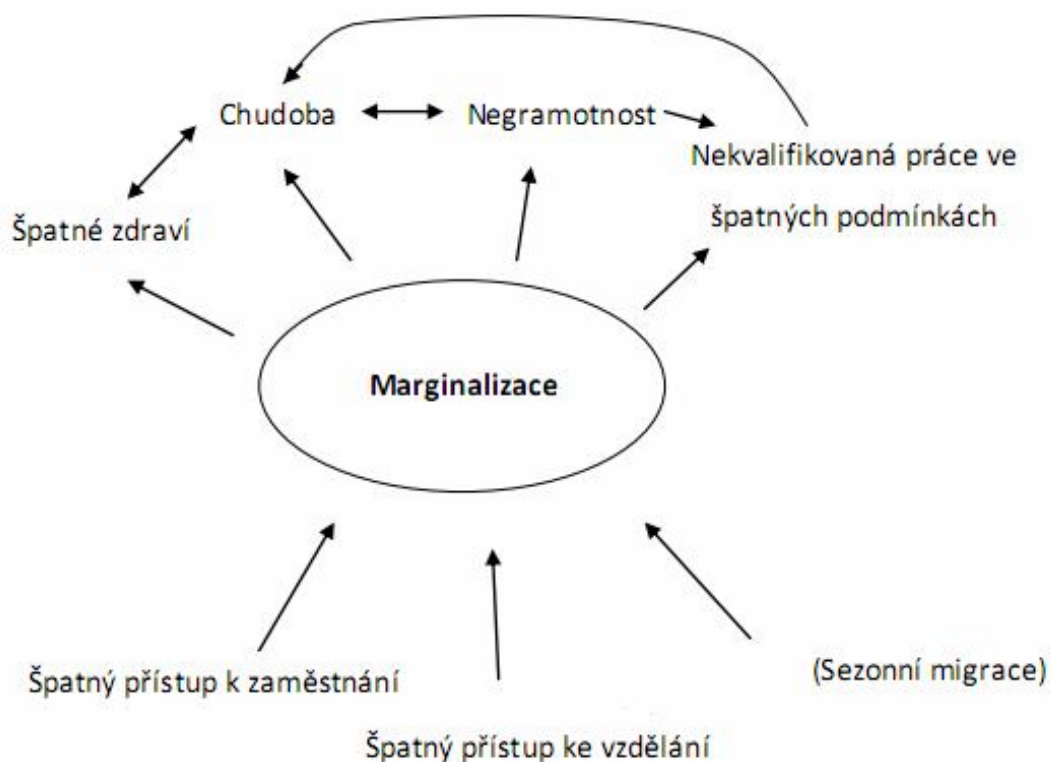 Chudoba
Negramotnost
Nekvalifikovaná práce ve
špatných podmínkách
Špatné zdraví
Marginalizace
Špatný přístup k zaměstnání
(Sezonní migrace)
Špatný přístup ke vzdělání